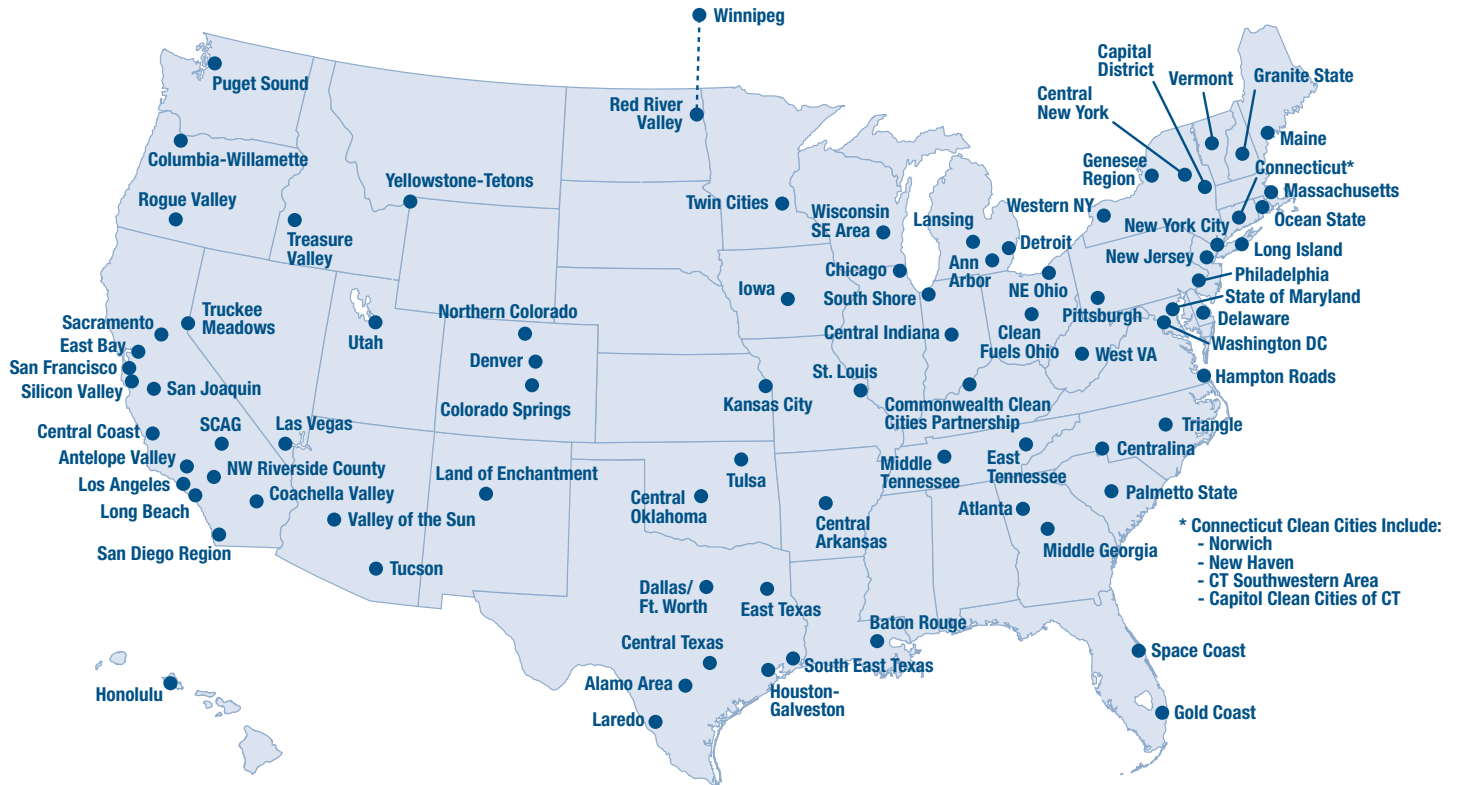 Winnipeg
Puget Sound
Red River
Valley
Capital
District
Vermont
Granite State
Central
New York
Maine
Columbia-Willamette
Genesee
Region
Connecticut*
Yellowstone-Tetons
Massachusetts
Rogue Valley
Twin Cities
Wisconsin
SE Area
Lansing
Western NY
New York City
Ocean State
Treasure
Valley
Detroit
Ann
Arbor
New Jersey
Long Island
Chicago
NE Ohio
Philadelphia
Iowa
South Shore
State of Maryland
Truckee
Meadows
Northern Colorado
Pittsburgh
Delaware
Sacramento
Utah
Central Indiana
Clean
Fuels Ohio
Washington DC
East Bay
Denver
West VA
San Francisco
St. Louis
Hampton Roads
Silicon Valley
San Joaquin
Colorado Springs
Kansas City
Commonwealth Clean
Cities Partnership
Central Coast
SCAG
Las Vegas
Triangle
Antelope Valley
NW Riverside County
Land of Enchantment
Tulsa
Middle
Tennessee
East
Tennessee
Centralina
Los Angeles
Coachella Valley
Central
Oklahoma
Palmetto State
Long Beach
Valley of the Sun
Central
Arkansas
Atlanta
San Diego Region
Middle Georgia
* Connecticut Clean Cities Include:
- Norwich
- New Haven
- CT Southwestern Area
- Capitol Clean Cities of CT
Tucson
Dallas/
Ft. Worth
East Texas
Baton Rouge
Central Texas
Space Coast
South East Texas
Honolulu
Alamo Area
Houston-
Galveston
Laredo
Gold Coast